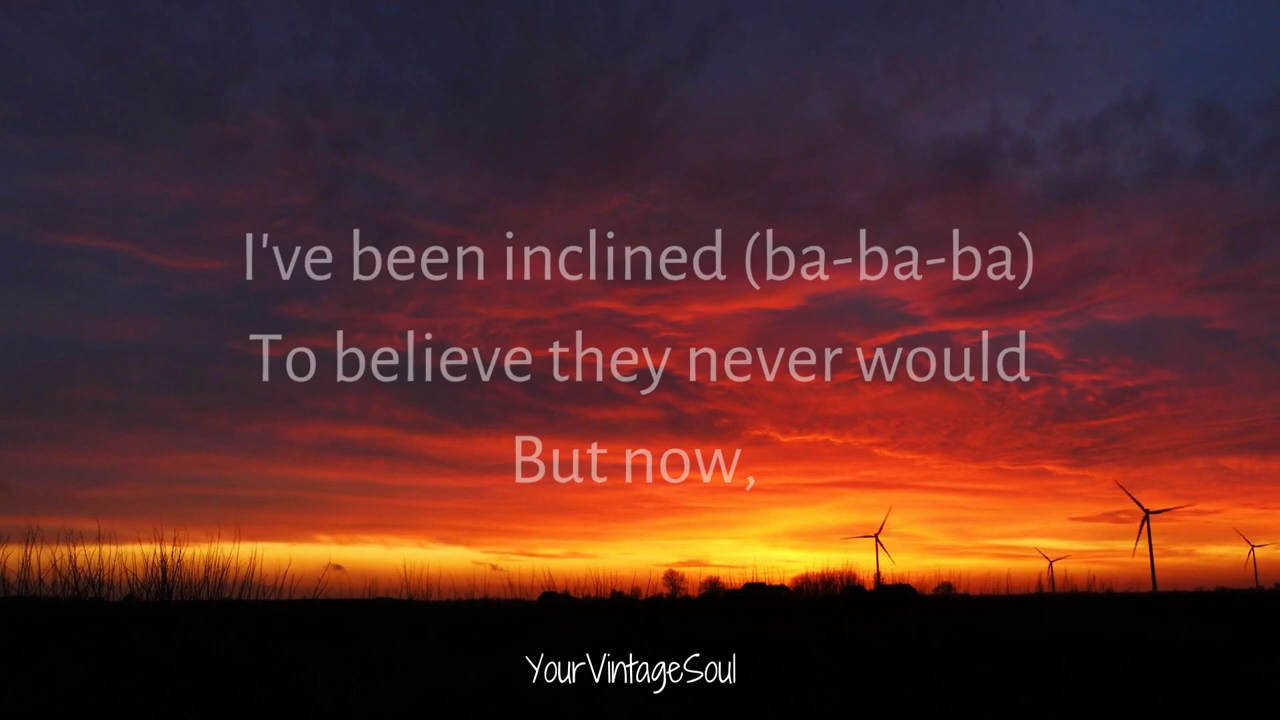 I've been inclined (ba-ba-ba)
To believe they never would
But now,
YourVintageSoul